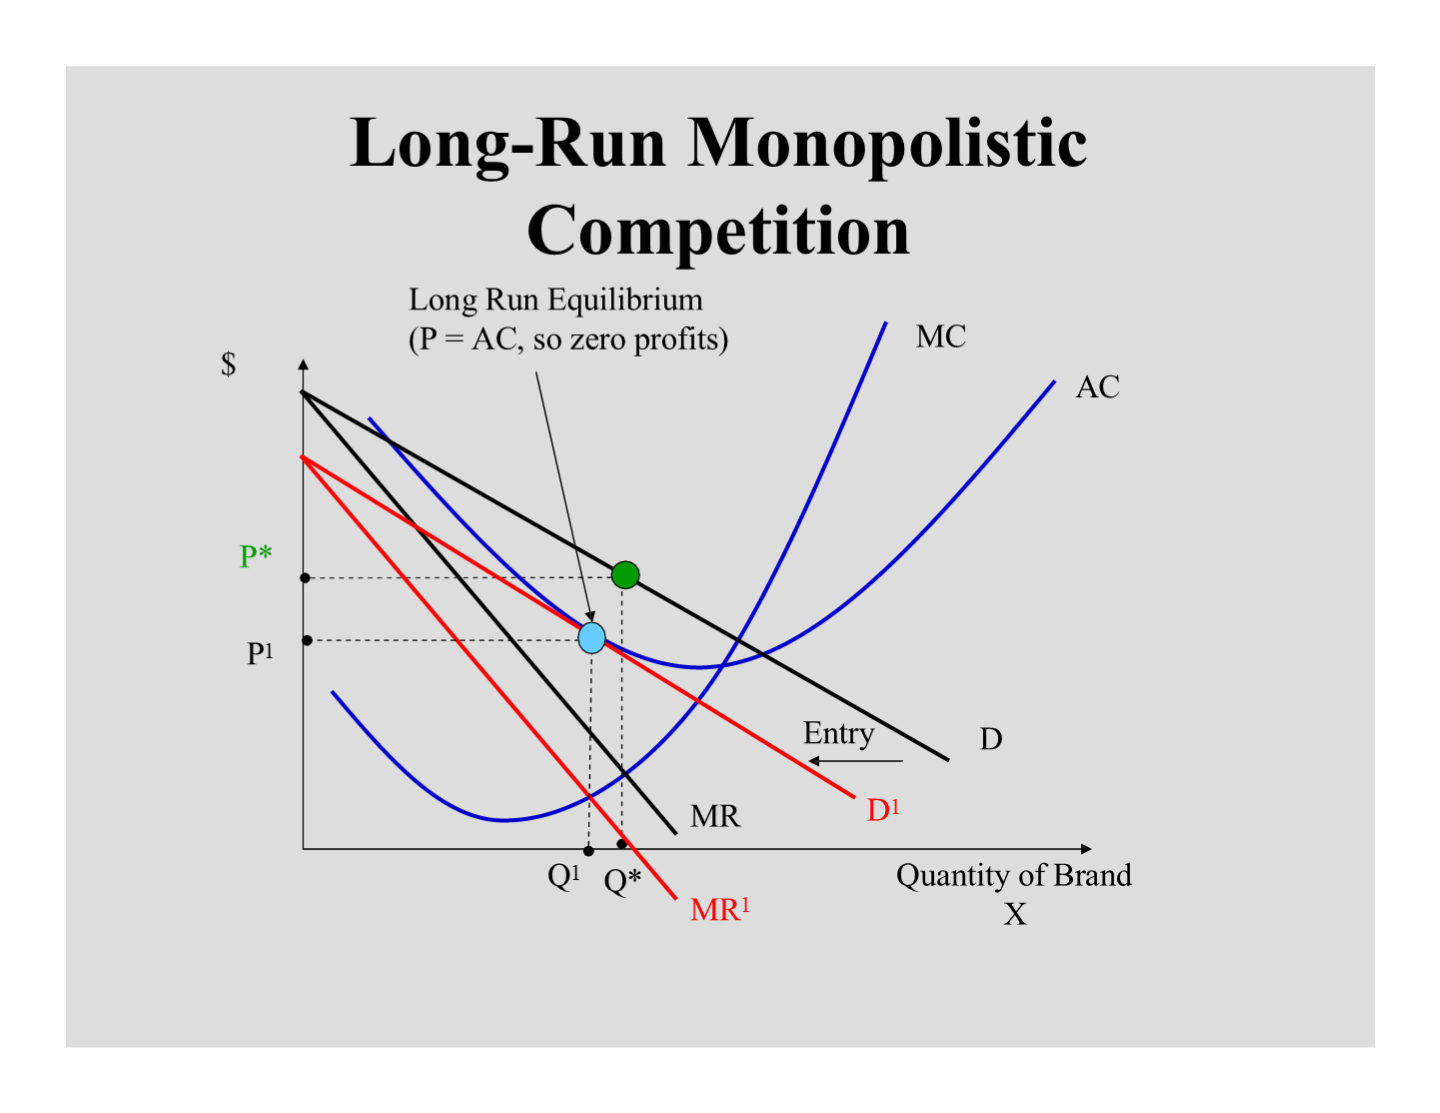 Long-Run Monopolistic
Competition
Long Run Equilibrium
(P = AC, so zero profits)
$
MC
AC
P*
P1
Entry
D
D1
MR
Q1
Q*
MR1
Quantity of Brand
X